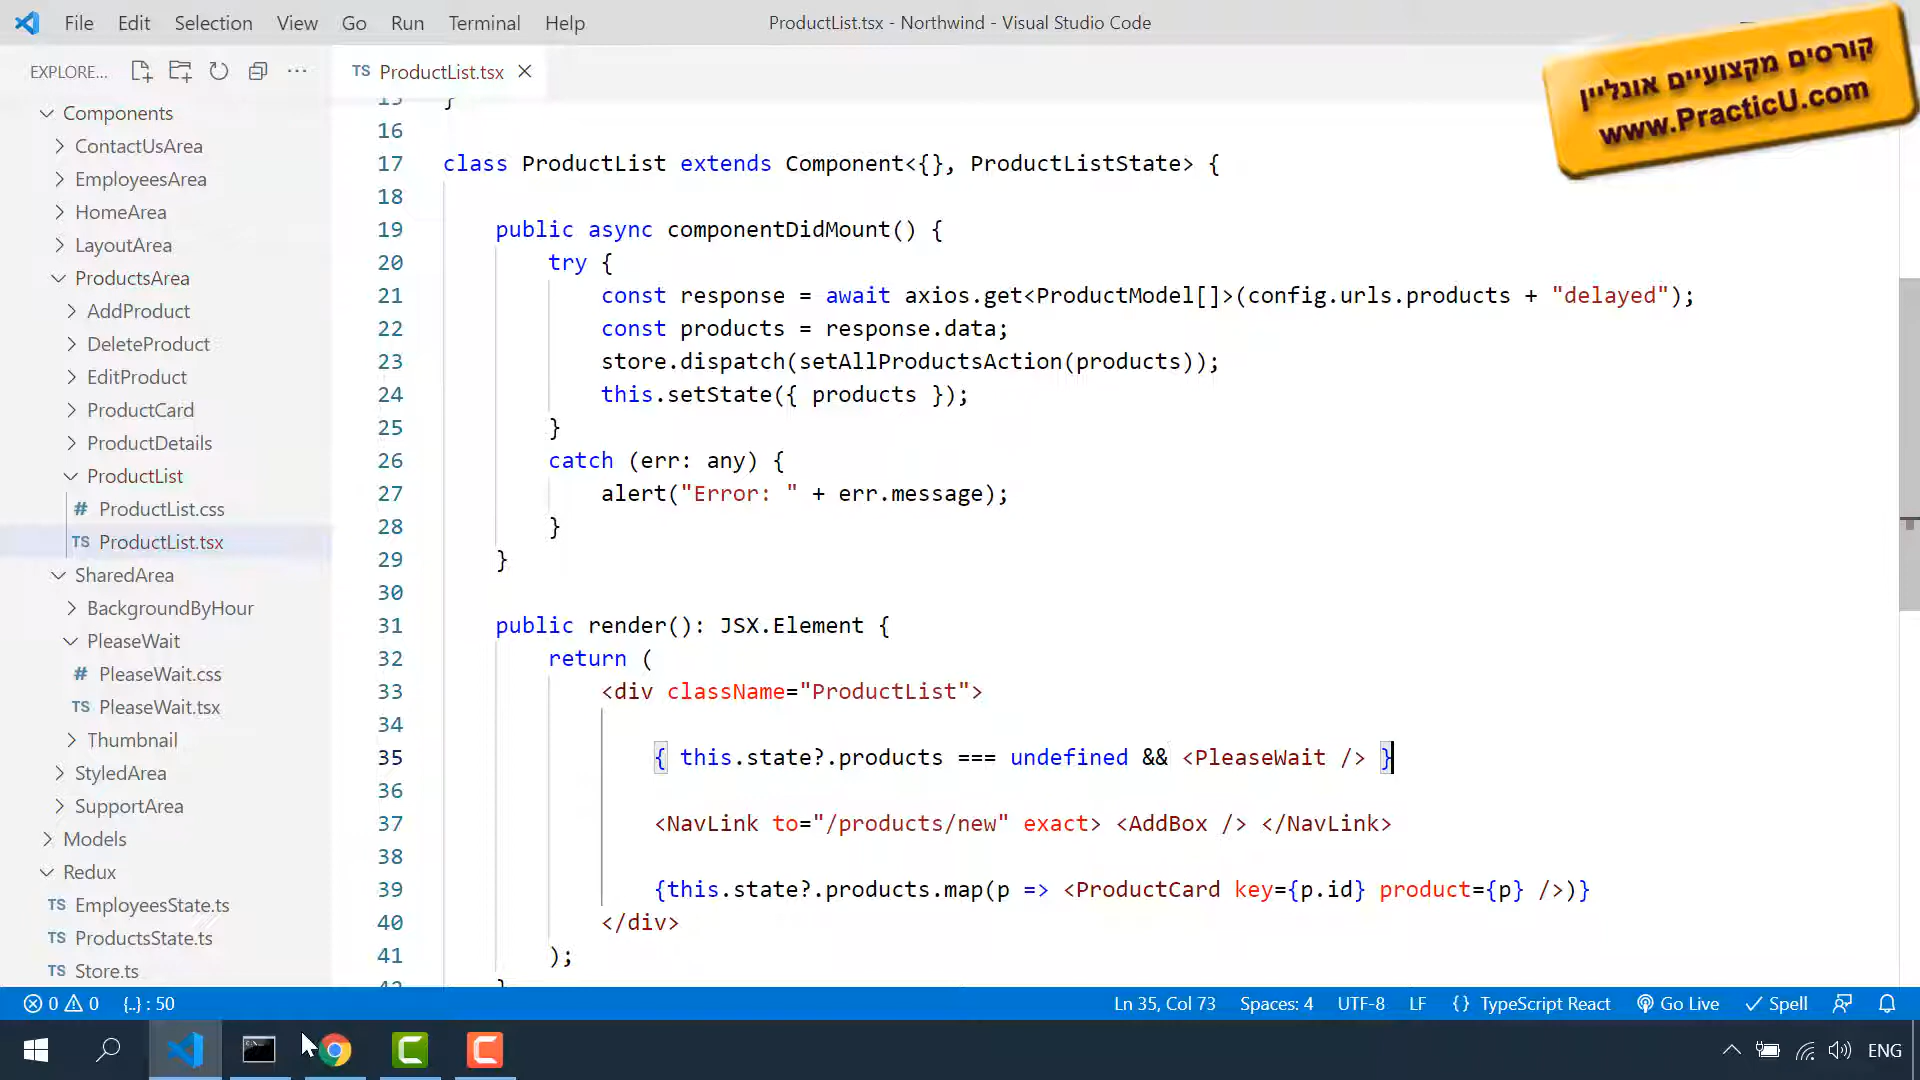 File Edit Selection View Go Run Terminal Help
ProductList.tsx - Northwind - Visual Studio Code
קורסים מקצועיים אונליין
www.PracticU.com
EXPLORE... ···
TS ProductList.tsx
Components
ContactUsArea
EmployeesArea
HomeArea
LayoutArea
ProductsArea
AddProduct
DeleteProduct
EditProduct
ProductCard
ProductDetails
ProductList
# ProductList.css
TS ProductList.tsx
SharedArea
BackgroundByHour
PleaseWait
# PleaseWait.css
TS PleaseWait.tsx
Thumbnail
StyledArea
SupportArea
Models
Redux
TS EmployeesState.ts
TS ProductsState.ts
TS Store.ts
15 }
16
17 class ProductList extends Component<{}, ProductListState> {
18
19 public async componentDidMount() {
20 try {
21 const response = await axios.get<ProductModel[]>(config.urls.products + "delayed");
22 const products = response.data;
23 store.dispatch(setAllProductsAction(products));
24 this.setState({ products });
25 }
26 catch (err: any) {
27 alert("Error: " + err.message);
28 }
29 }
30
31 public render(): JSX.Element {
32 return (
33 <div className="ProductList">
34
35 { this.state?.products === undefined && <PleaseWait /> }
36
37 <NavLink to="/products/new" exact> <AddBox /> </NavLink>
38
39 {this.state?.products.map(p => <ProductCard key={p.id} product={p} />)}
40 </div>
41 );
42 }
0 0 {..} : 50
Ln 35, Col 73 Spaces: 4 UTF-8 LF {} TypeScript React Go Live Spell
ENG